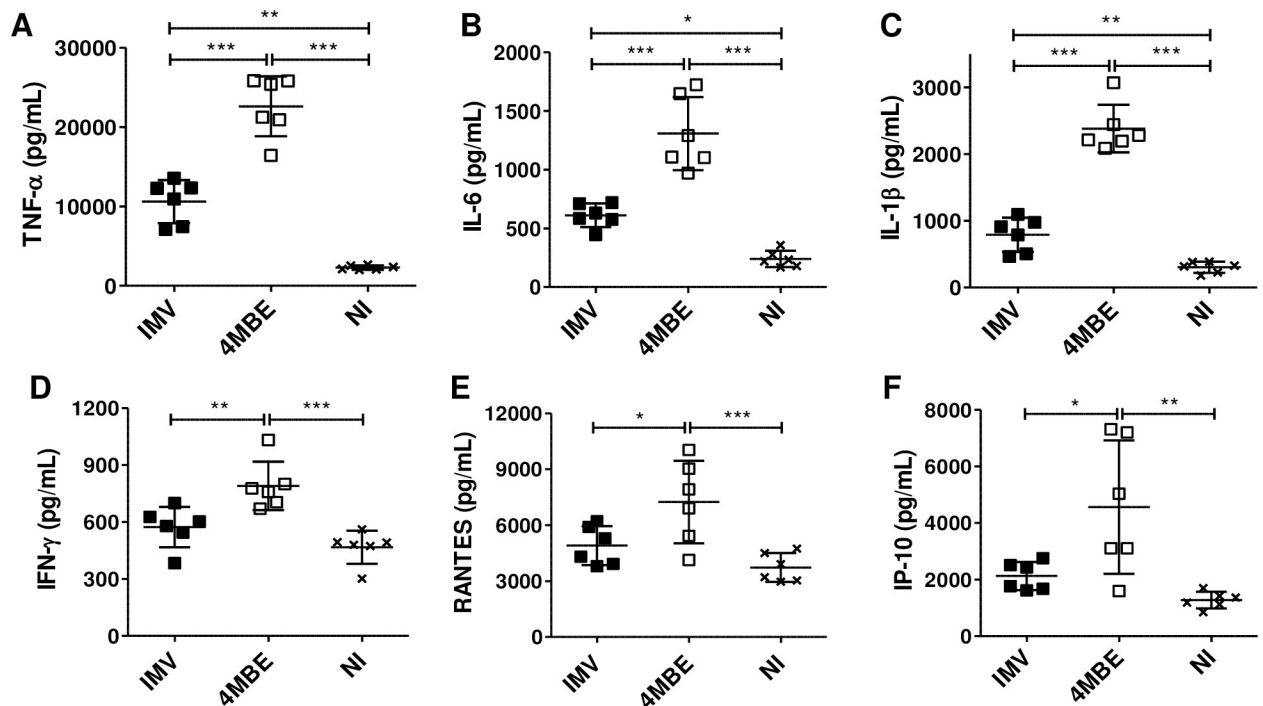 A
TNF-α (pg/mL)
30000
20000
10000
0
**
*** ***
IMV 4MBE NI
B
IL-6 (pg/mL)
2000
1500
1000
500
0
*
*** ***
IMV 4MBE NI
C
IL-1β (pg/mL)
3000
2000
1000
0
**
*** ***
IMV 4MBE NI
D
IFN-γ (pg/mL)
1200
900
600
300
0
** ***
IMV 4MBE NI
E
RANTES (pg/mL)
12000
9000
6000
3000
0
* ***
IMV 4MBE NI
F
IP-10 (pg/mL)
8000
6000
4000
2000
0
* **
IMV 4MBE NI